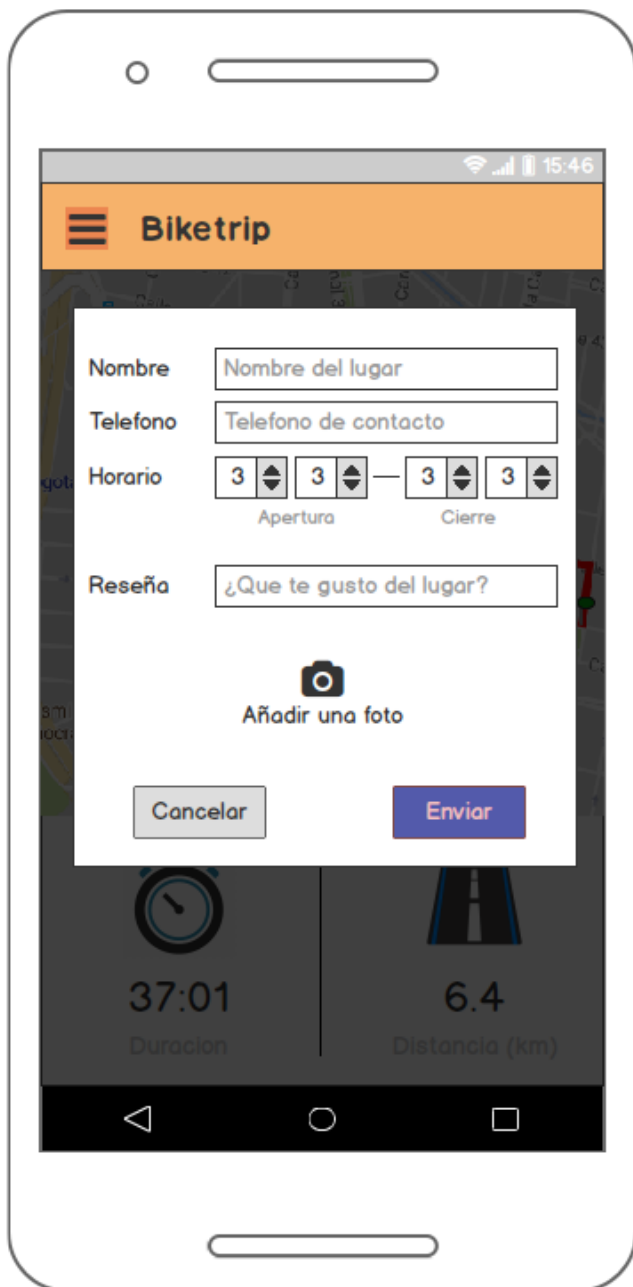 15:46
Biketrip
Nombre Nombre del lugar
Telefono Telefono de contacto
Horario 3 3 — 3 3
Apertura Cierre
Reseña ¿Que te gusto del lugar?
Añadir una foto
Cancelar Enviar
37:01 6.4
Duracion Distancia (km)